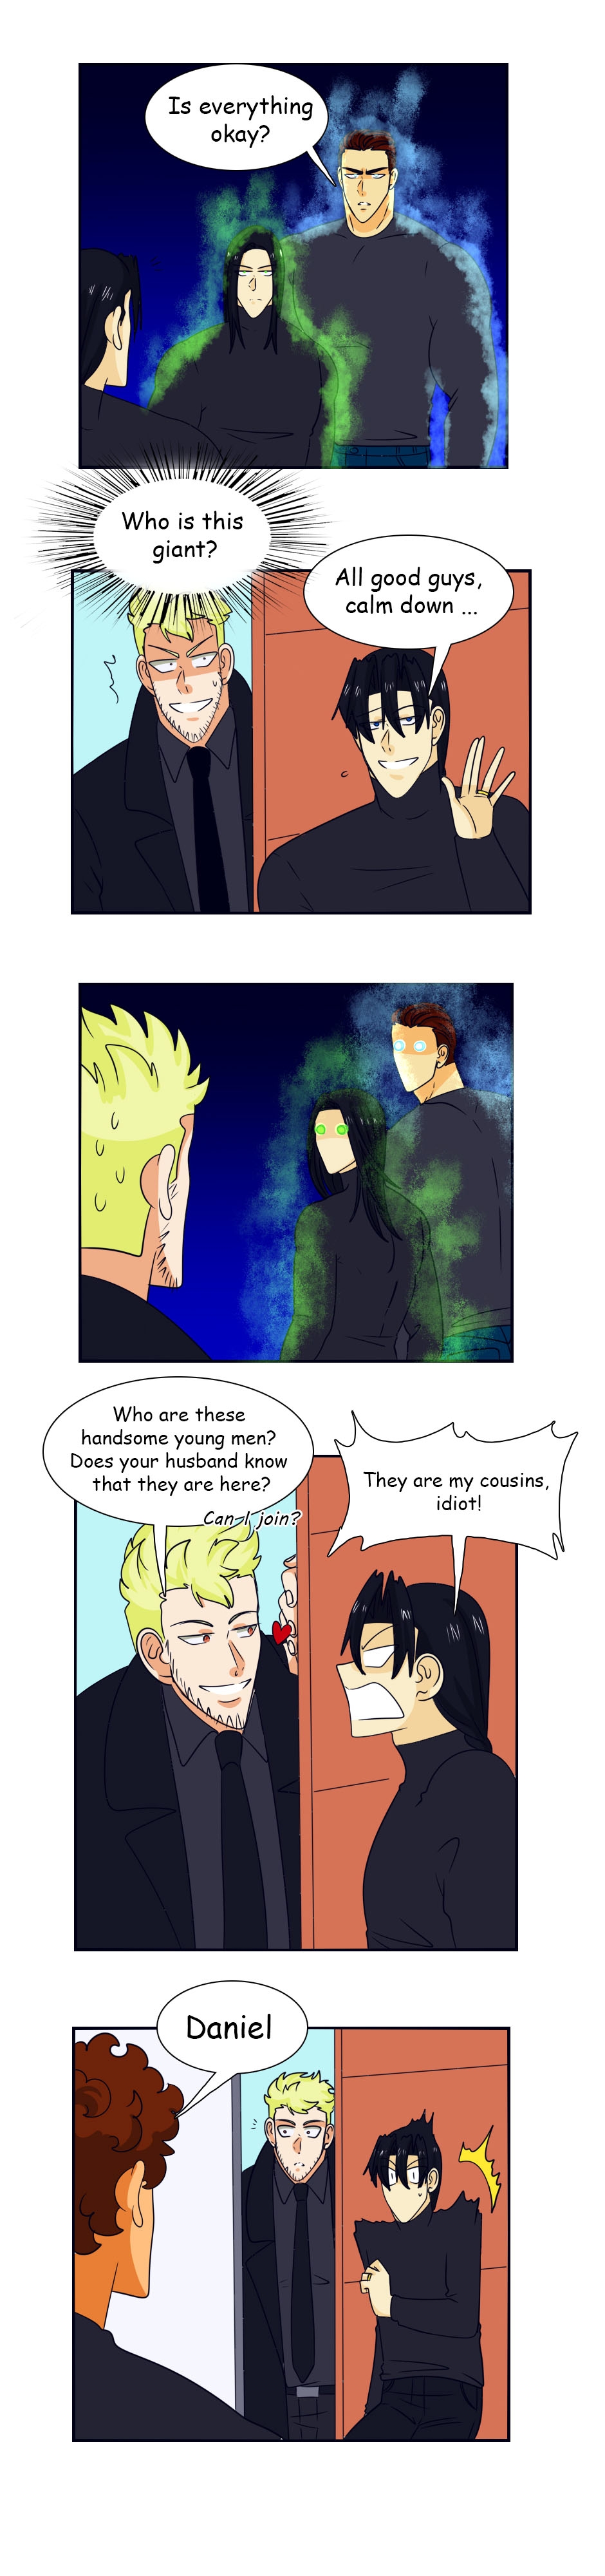 Is everything
okay?
Who is this
giant?
All good guys,
calm down ...
Who are these
handsome young men?
Does your husband know
that they are here?
Can I join?
They are my cousins,
idiot!
Daniel